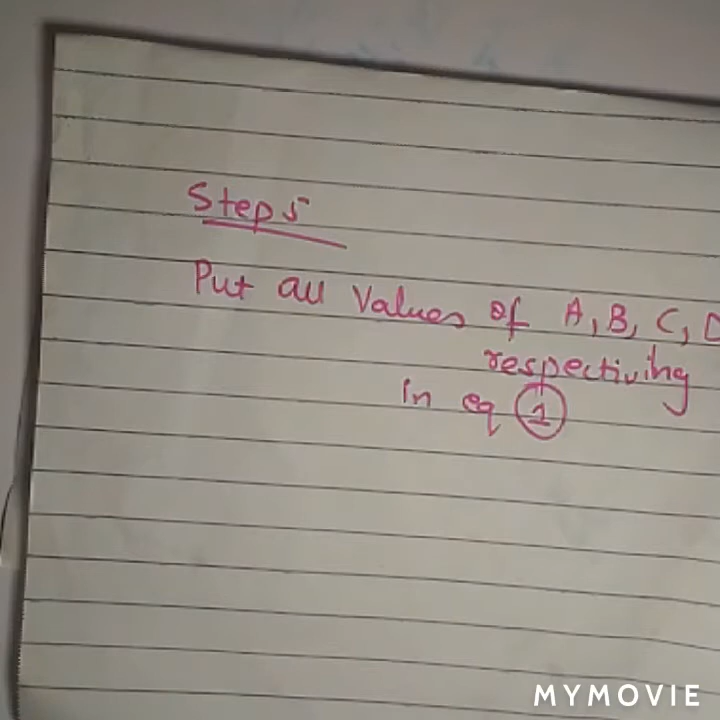 Step 5
Put all Values of A, B, C, D
respectiving
in eq 1
MYMOVIE